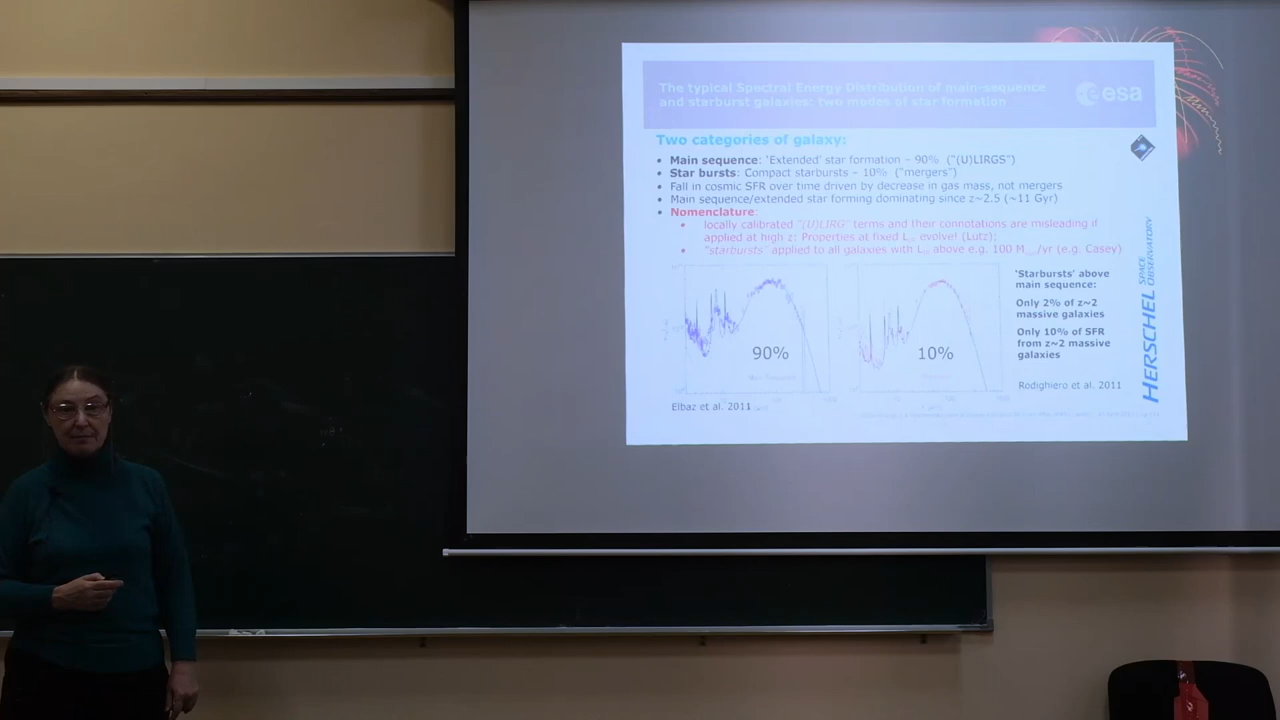 The typical Spectral Energy Distribution of main-sequence
and starburst galaxies: two modes of star formation
esa
Two categories of galaxy:
• Main sequence: 'Extended' star formation – 90% ("(U)LIRGS")
• Star bursts: Compact starbursts – 10% ("mergers")
• Fall in cosmic SFR over time driven by decrease in gas mass, not mergers
• Main sequence/extended star forming dominating since z~2.5 (~11 Gyr)
• Nomenclature:
• locally calibrated "(U)LIRG" terms and their connotations are misleading if
applied at high z: Properties at fixed L evolve! (Lutz);
• "starbursts" applied to all galaxies with L above e.g. 100 M /yr (e.g. Casey)
90%
10%
Elbaz et al. 2011
'Starbursts' above
main sequence:
Only 2% of z~2
massive galaxies
Only 10% of SFR
from z~2 massive
galaxies
Rodighiero et al. 2011
HERSCHEL SPACE
OBSERVATORY